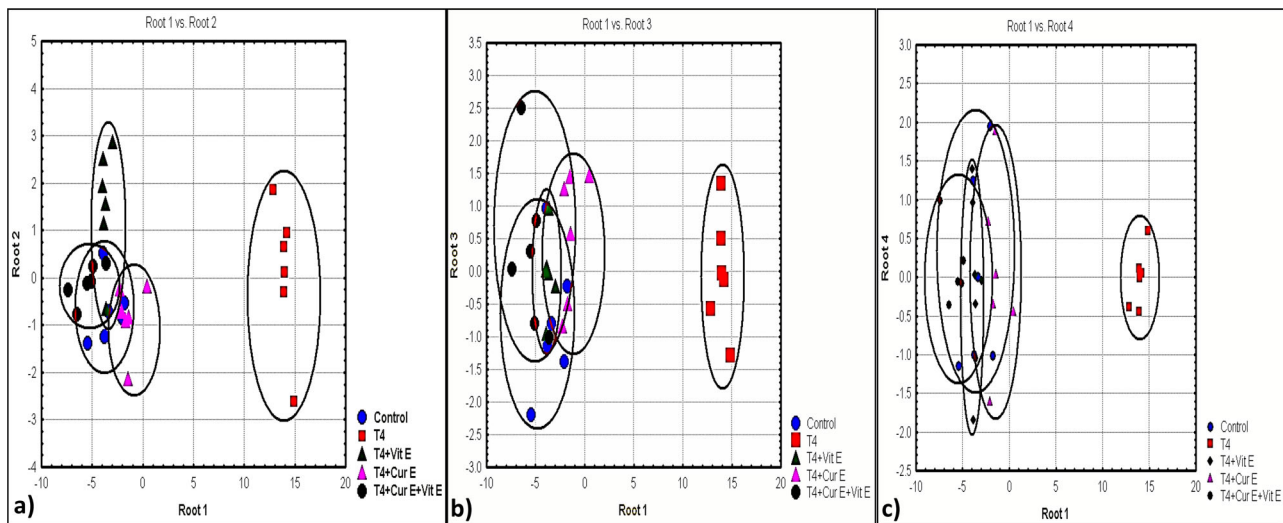 Root 1 vs. Root 2
5
4
3
2
1
0
-1
-2
-3
-4
-10 -5 0 5 10 15 20
Root 2
Root 1
Control
T4
T4+Vit E
T4+Cur E
T4+Cur E+Vit E
a)
Root 1 vs. Root 3
3.5
3.0
2.5
2.0
1.5
1.0
0.5
0.0
-0.5
-1.0
-1.5
-2.0
-2.5
-3.0
-10 -5 0 5 10 15 20
Root 3
Root 1
Control
T4
T4+Vit E
T4+Cur E
T4+Cur E+Vit E
b)
Root 1 vs. Root 4
3.0
2.5
2.0
1.5
1.0
0.5
0.0
-0.5
-1.0
-1.5
-2.0
-2.5
-10 -5 0 5 10 15 20
Root 4
Root 1
Control
T4
T4+Vit E
T4+Cur E
T4+Cur E+Vit E
c)